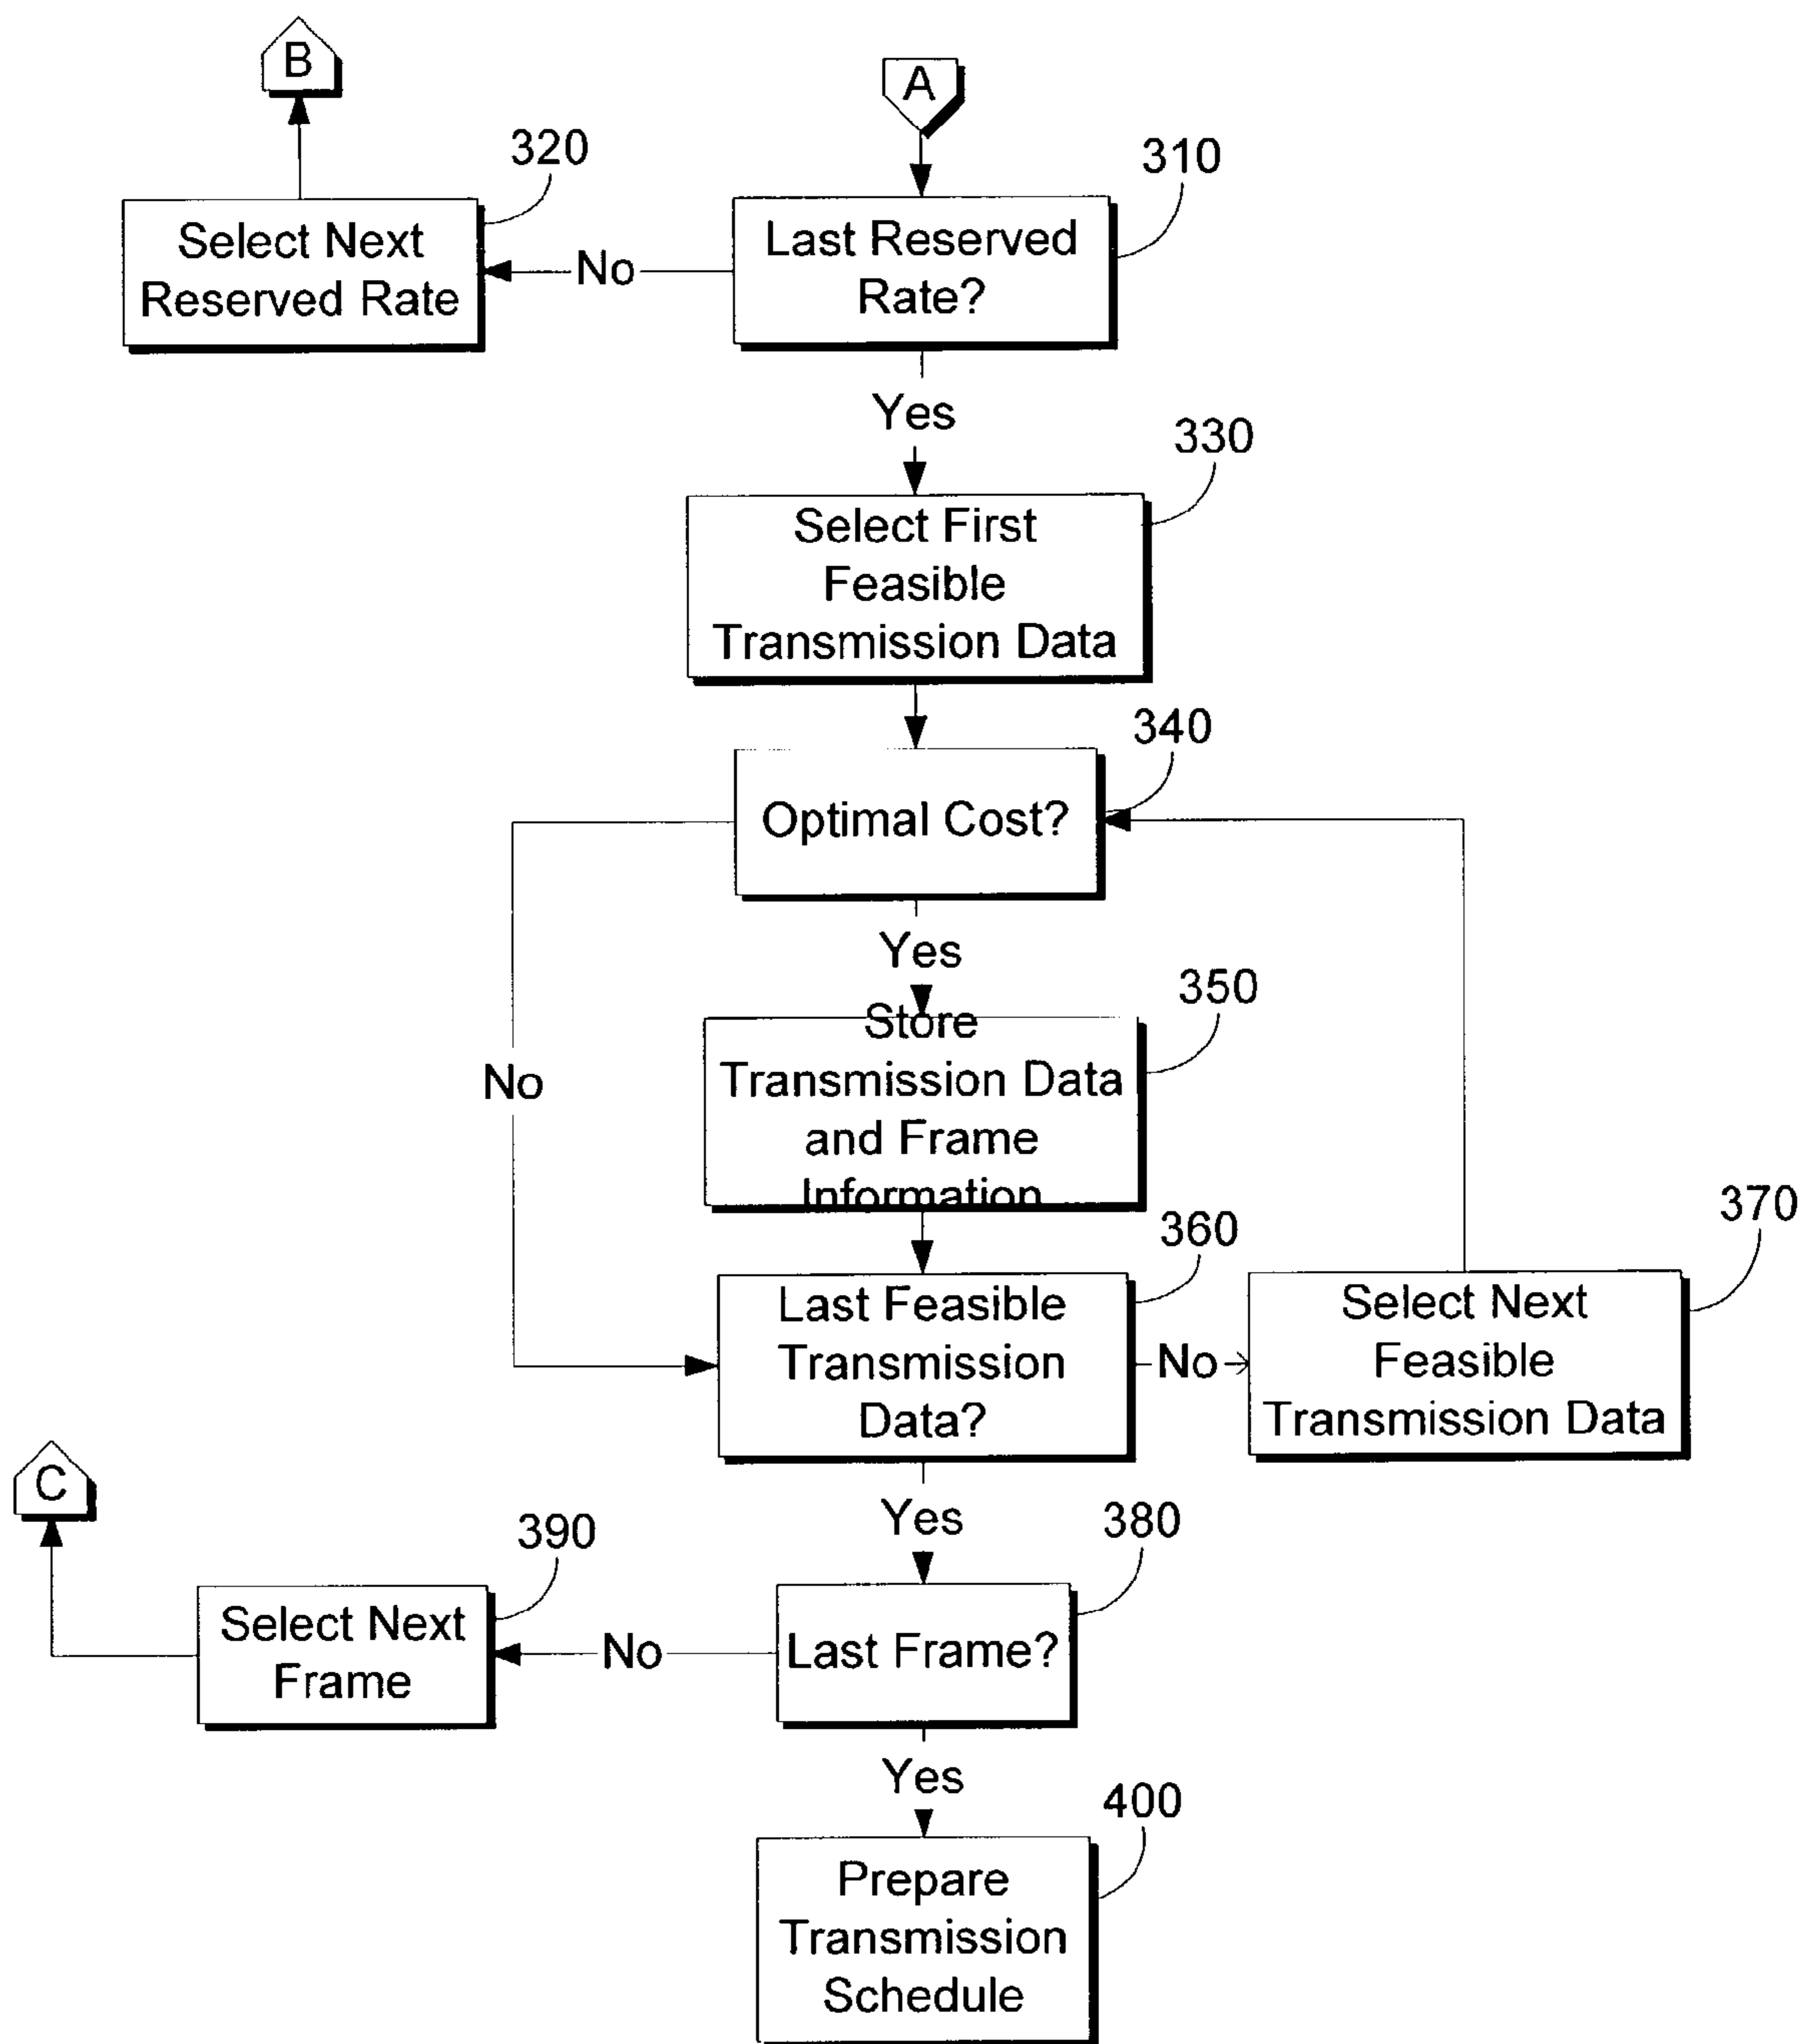 B
A
320
310
Select Next
Reserved Rate
No
Last Reserved
Rate?
Yes
330
Select First
Feasible
Transmission Data
340
Optimal Cost?
Yes
350
Store
Transmission Data
and Frame
Information
No
360
370
Last Feasible
Transmission
Data?
No
Select Next
Feasible
Transmission Data
C
Yes
390
380
Select Next
Frame
No
Last Frame?
Yes
400
Prepare
Transmission
Schedule